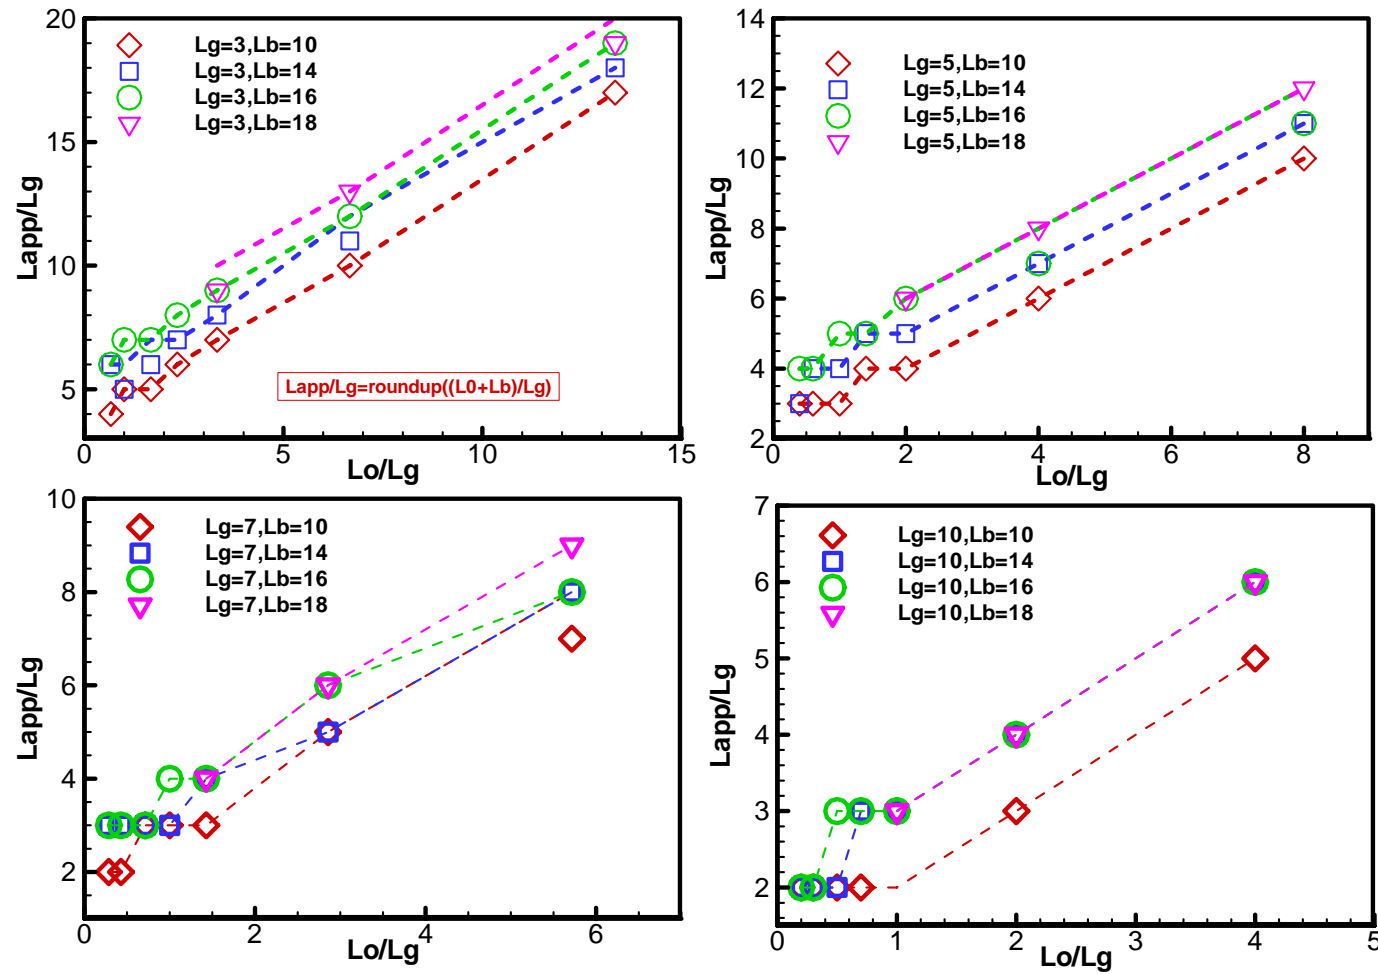 20
15
10
5
Lapp/Lg
Lg=3,Lb=10
Lg=3,Lb=14
Lg=3,Lb=16
Lg=3,Lb=18
Lapp/Lg=roundup((L0+Lb)/Lg)
0
5
10
15
Lo/Lg
14
12
10
8
6
4
2
Lapp/Lg
Lg=5,Lb=10
Lg=5,Lb=14
Lg=5,Lb=16
Lg=5,Lb=18
0
2
4
6
8
Lo/Lg
10
8
6
4
2
Lapp/Lg
Lg=7,Lb=10
Lg=7,Lb=14
Lg=7,Lb=16
Lg=7,Lb=18
0
2
4
6
Lo/Lg
7
6
5
4
3
2
Lapp/Lg
Lg=10,Lb=10
Lg=10,Lb=14
Lg=10,Lb=16
Lg=10,Lb=18
0
1
2
3
4
5
Lo/Lg